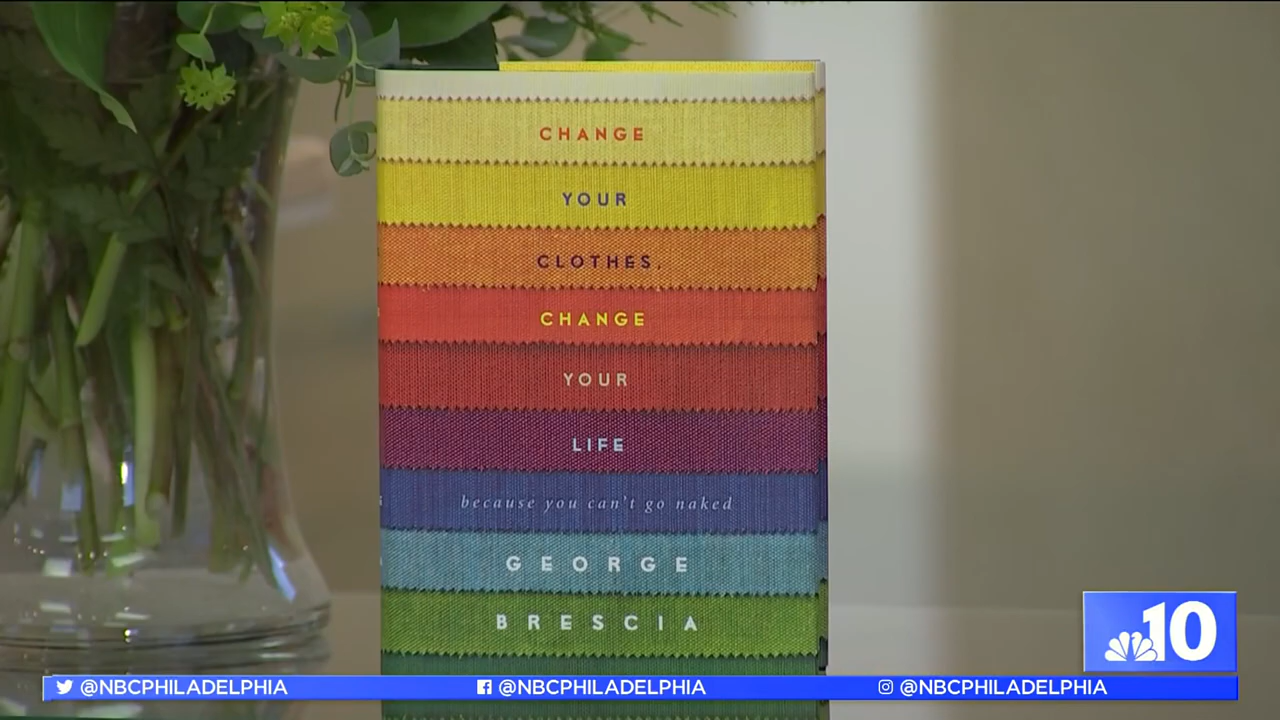 CHANGE
YOUR
CLOTHES,
CHANGE
YOUR
LIFE
because you can't go naked
GEORGE
BRESCIA
10
@NBCPHILADELPHIA @NBCPHILADELPHIA @NBCPHILADELPHIA